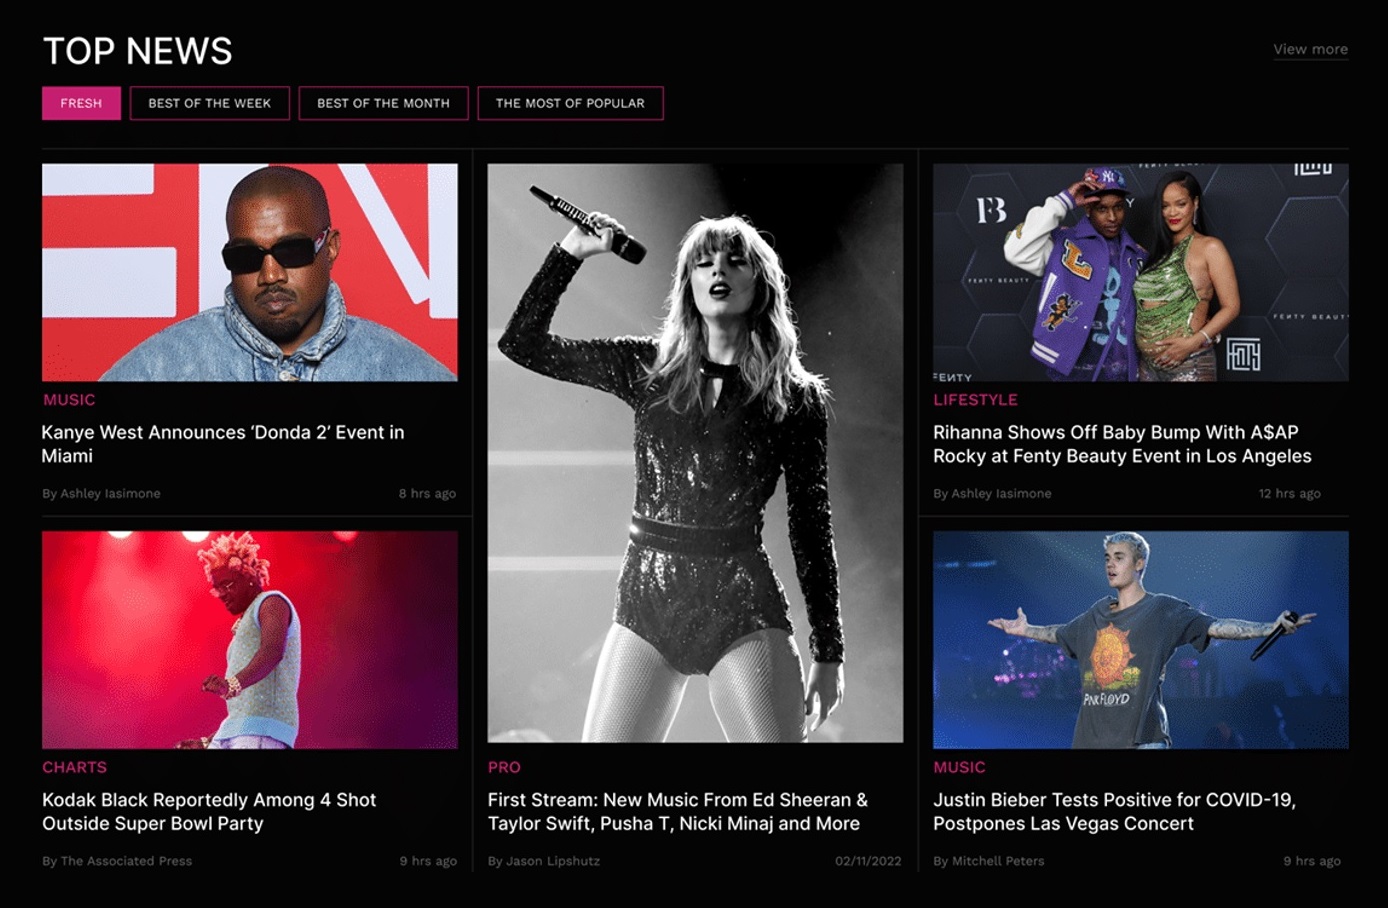 TOP NEWS
View more
FRESH
BEST OF THE WEEK
BEST OF THE MONTH
THE MOST OF POPULAR
MUSIC
Kanye West Announces ‘Donda 2’ Event in
Miami
By Ashley Iasimone
8 hrs ago
CHARTS
Kodak Black Reportedly Among 4 Shot
Outside Super Bowl Party
By The Associated Press
9 hrs ago
PRO
First Stream: New Music From Ed Sheeran &
Taylor Swift, Pusha T, Nicki Minaj and More
By Jason Lipshutz
02/11/2022
FENTY BEAUTY
FENTY BEAUTY
FENTY
FENTY
LIFESTYLE
Rihanna Shows Off Baby Bump With A$AP
Rocky at Fenty Beauty Event in Los Angeles
By Ashley Iasimone
12 hrs ago
PINK FLOYD
MUSIC
Justin Bieber Tests Positive for COVID-19,
Postpones Las Vegas Concert
By Mitchell Peters
9 hrs ago